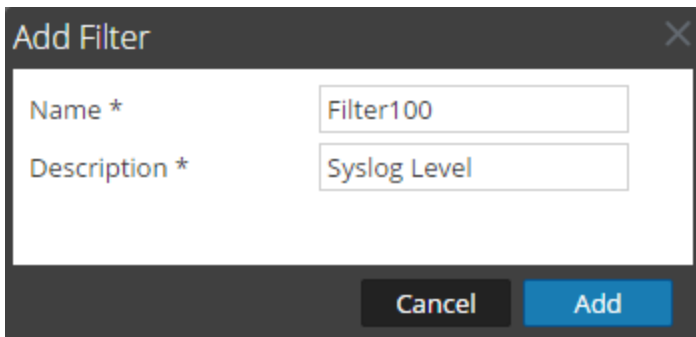 Add Filter
Name * Filter100
Description * Syslog Level
Cancel Add